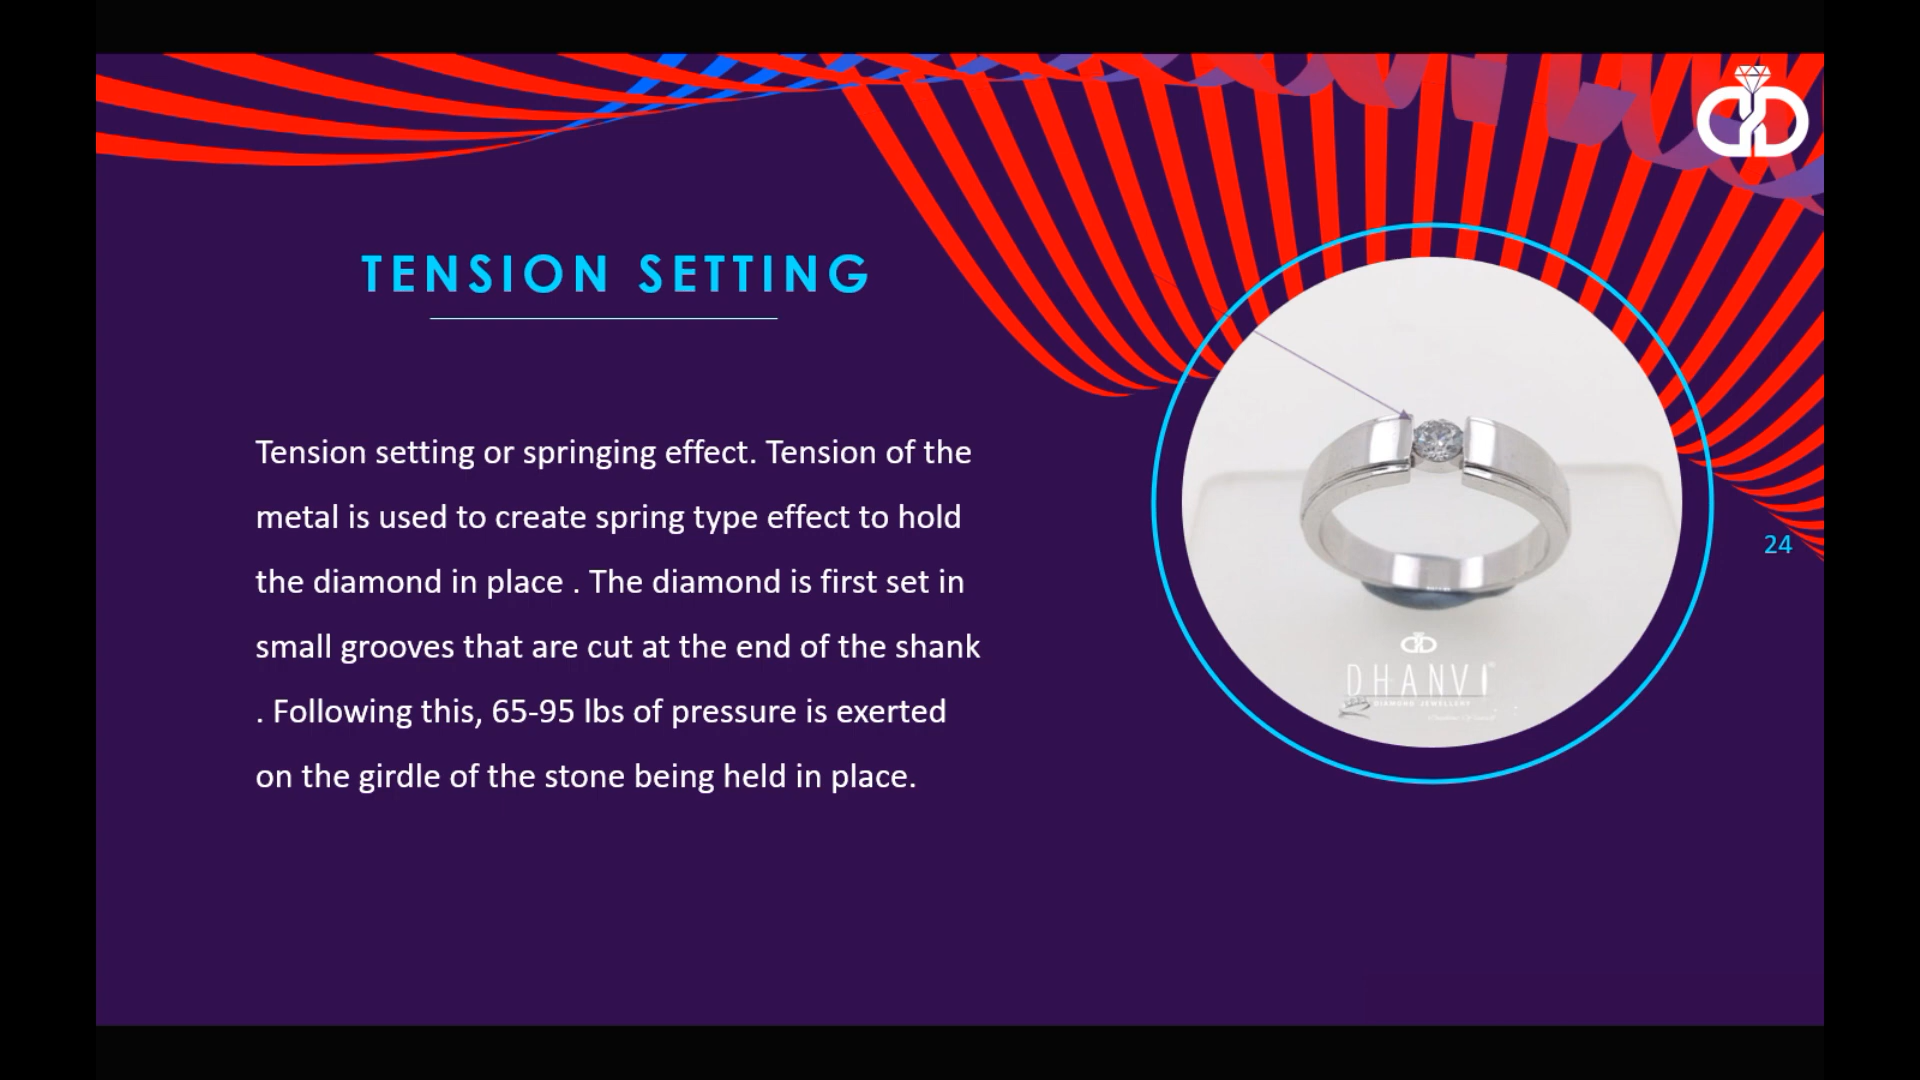 TENSION SETTING
Tension setting or springing effect. Tension of the
metal is used to create spring type effect to hold
the diamond in place . The diamond is first set in
small grooves that are cut at the end of the shank
. Following this, 65-95 lbs of pressure is exerted
on the girdle of the stone being held in place.
24
DHANVI
DIAMOND JEWELLERY